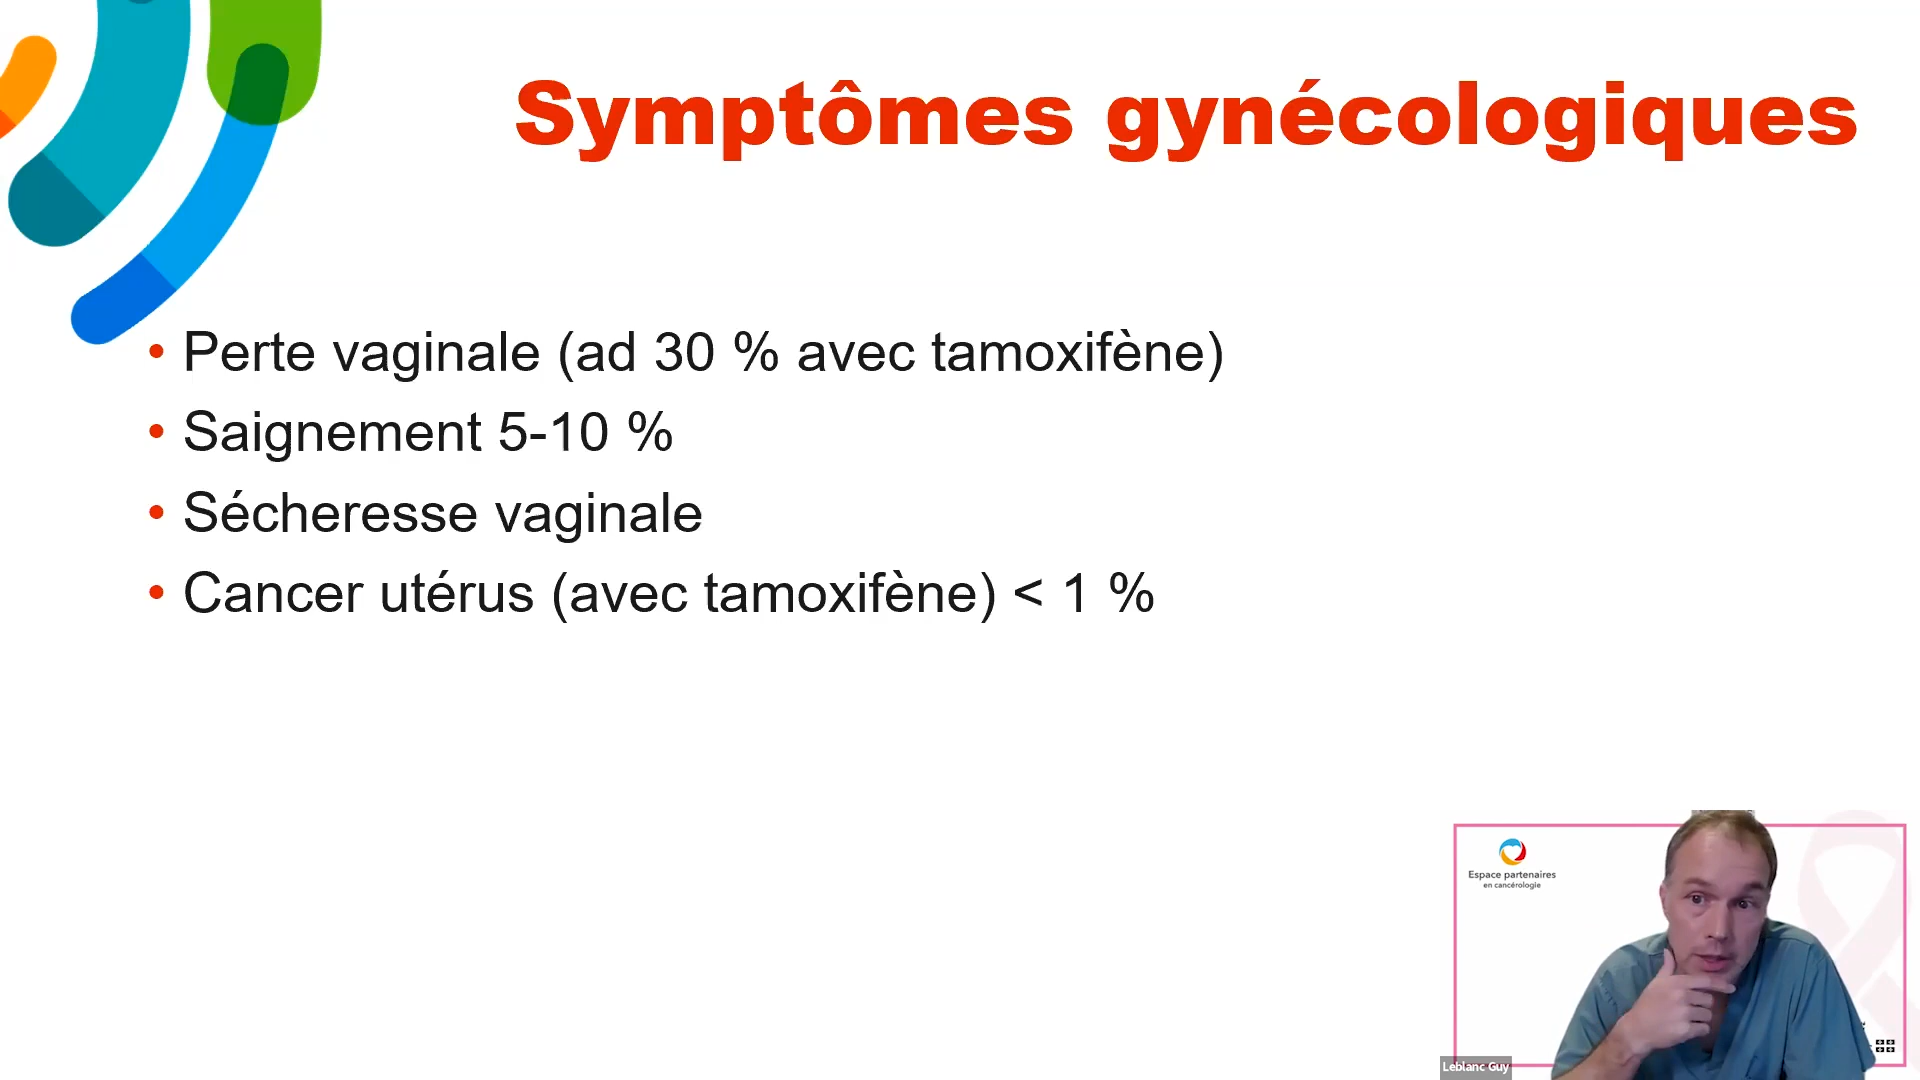 Symptômes gynécologiques
• Perte vaginale (ad 30 % avec tamoxifène)
• Saignement 5-10 %
• Sécheresse vaginale
• Cancer utérus (avec tamoxifène) < 1 %
Espace partenaires
en cancérologie
Leblanc Guy